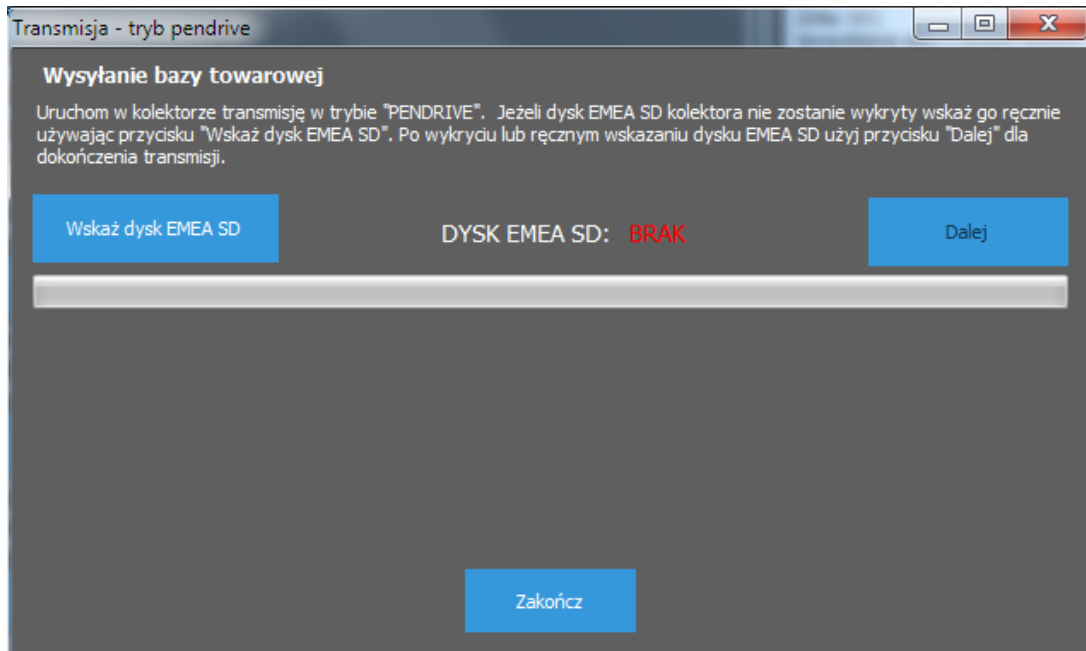 Transmisja - tryb pendrive
Wysyłanie bazy towarowej
Uruchom w kolektorze transmisję w trybie "PENDRIVE".  Jeżeli dysk EMEA SD kolektora nie zostanie wykryty wskaż go ręcznie
używając przycisku "Wskaż dysk EMEA SD". Po wykryciu lub ręcznym wskazaniu dysku EMEA SD użyj przycisku "Dalej" dla
dokończenia transmisji.
Wskaż dysk EMEA SD
DYSK EMEA SD: BRAK
Dalej
Zakończ